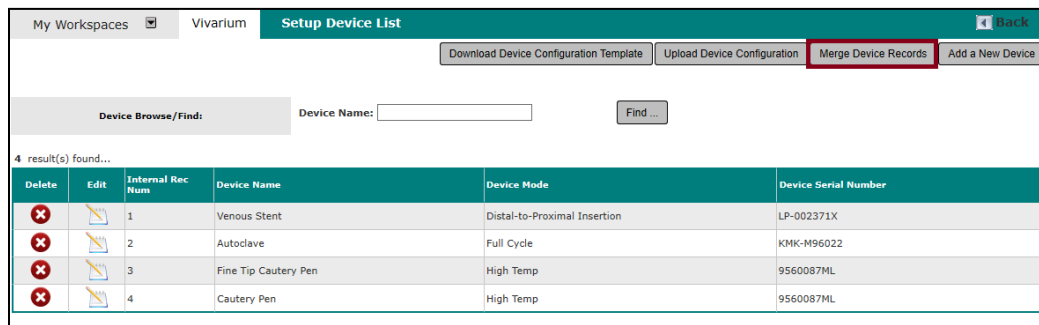 My Workspaces Vivarium Setup Device List Back
Download Device Configuration Template Upload Device Configuration Merge Device Records Add a New Device
Device Browse/Find: Device Name: Find ...
4 result(s) found...
Delete Edit Internal Rec Num Device Name Device Mode Device Serial Number
1 Venous Stent Distal-to-Proximal Insertion LP-002371X
2 Autoclave Full Cycle KMK-M96022
3 Fine Tip Cautery Pen High Temp 9560087ML
4 Cautery Pen High Temp 9560087ML